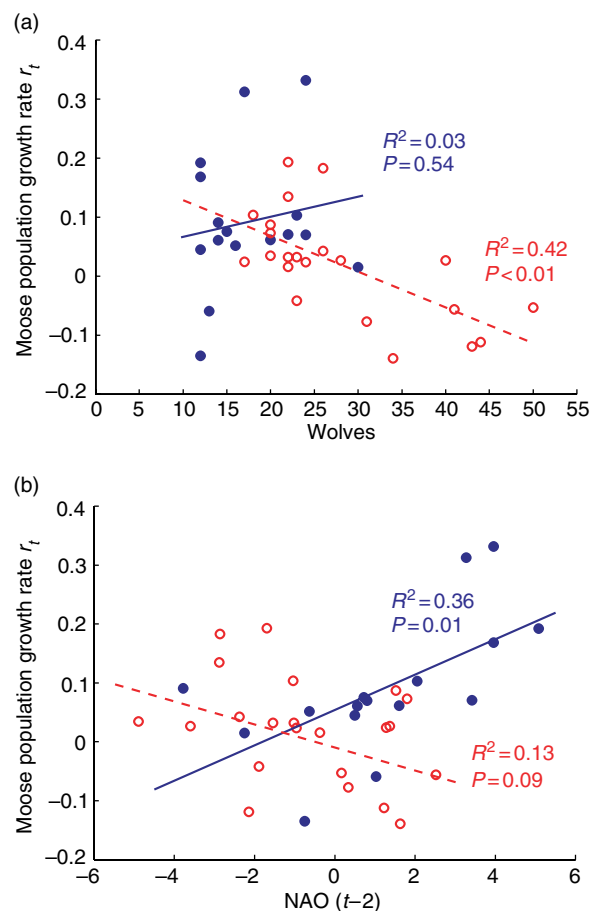 (a)
0.4
0.3
0.2
0.1
0
−0.1
−0.2
Moose population growth rate r_t
R² = 0.03
P = 0.54
R² = 0.42
P < 0.01
0 5 10 15 20 25 30 35 40 45 50 55
Wolves
(b)
0.4
0.3
0.2
0.1
0
−0.1
−0.2
Moose population growth rate r_t
R² = 0.36
P = 0.01
R² = 0.13
P = 0.09
−6 −4 −2 0 2 4 6
NAO (t−2)